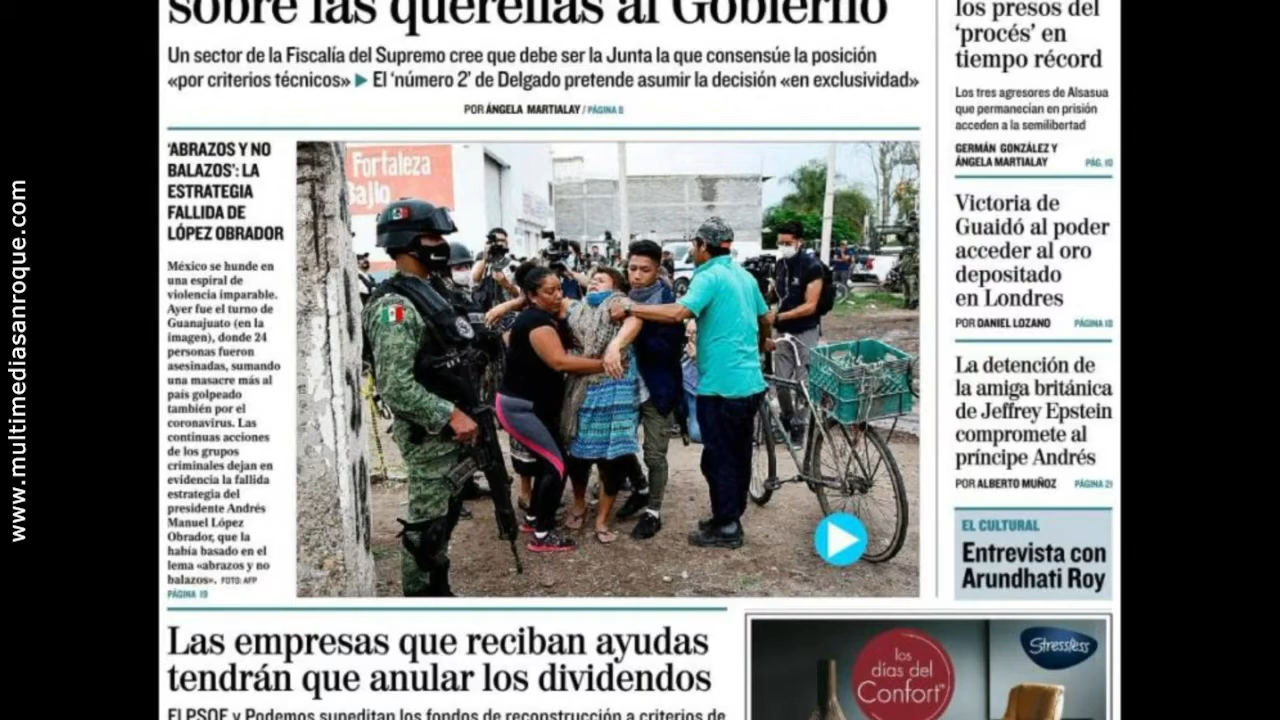 www.multimediasanroque.com
sobre las querellas al Gobierno
Un sector de la Fiscalía del Supremo cree que debe ser la Junta la que consensúe la posición
«por criterios técnicos» ▶ El 'número 2' de Delgado pretende asumir la decisión «en exclusividad»
POR ÁNGELA MARTIALAY / PÁGINA 8
'ABRAZOS Y NO
BALAZOS': LA
ESTRATEGIA
FALLIDA DE
LÓPEZ OBRADOR
México se hunde en
una espiral de
violencia imparable.
Ayer fue el turno de
Guanajuato (en la
imagen), donde 24
personas fueron
asesinadas, sumando
una masacre más al
país golpeado
también por el
coronavirus. Las
continuas acciones
de los grupos
criminales dejan en
evidencia la fallida
estrategia del
presidente Andrés
Manuel López
Obrador, que la
había basado en el
lema «abrazos y no
balazos». FOTO: AFP
PÁGINA 19
Fortaleza
Bajío
los presos del
'procés' en
tiempo récord
Los tres agresores de Alsasua
que permanecían en prisión
acceden a la semilibertad
GERMÁN GONZÁLEZ Y
ÁNGELA MARTIALAY PÁG. 10
Victoria de
Guaidó al poder
acceder al oro
depositado
en Londres
POR DANIEL LOZANO PÁGINA 18
La detención de
la amiga británica
de Jeffrey Epstein
compromete al
príncipe Andrés
POR ALBERTO MUÑOZ PÁGINA 21
EL CULTURAL
Entrevista con
Arundhati Roy
Las empresas que reciban ayudas
tendrán que anular los dividendos
El PSOE y Podemos supeditan los fondos de reconstrucción a criterios de
los
días del
Confort
Stressless